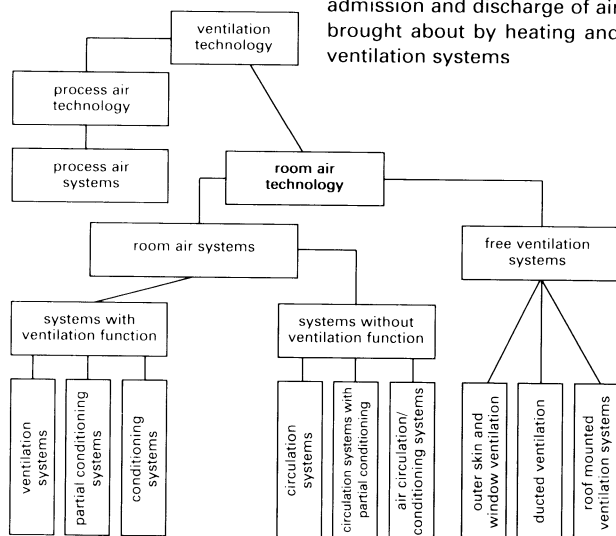 admission and discharge of air
brought about by heating and
ventilation systems
ventilation
technology
process air
technology
process air
systems
room air
technology
room air systems
free ventilation
systems
systems with
ventilation function
systems without
ventilation function
ventilation
systems
partial conditioning
systems
conditioning
systems
circulation
systems
circulation systems with
partial conditioning
air circulation/
conditioning systems
outer skin and
window ventilation
ducted ventilation
roof mounted
ventilation systems